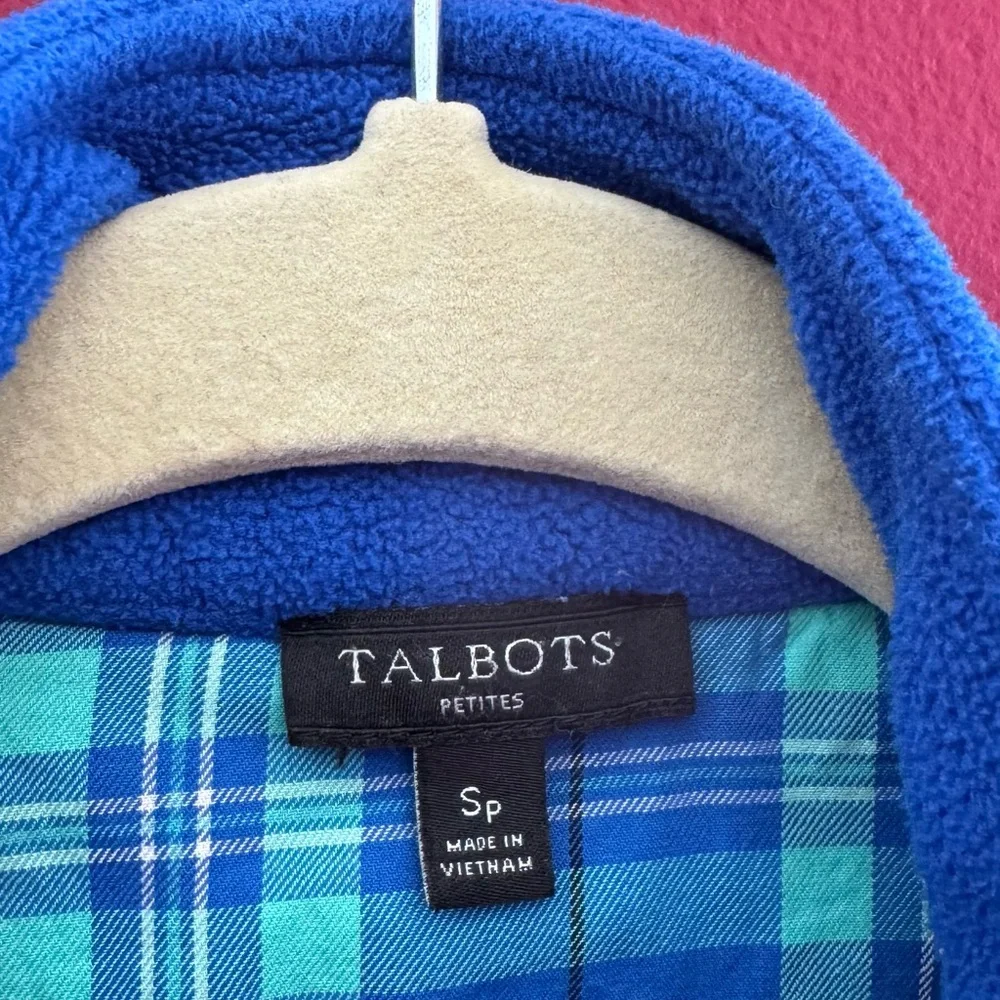 TALBOTS
PETITES
Sp
MADE IN
VIETNAM